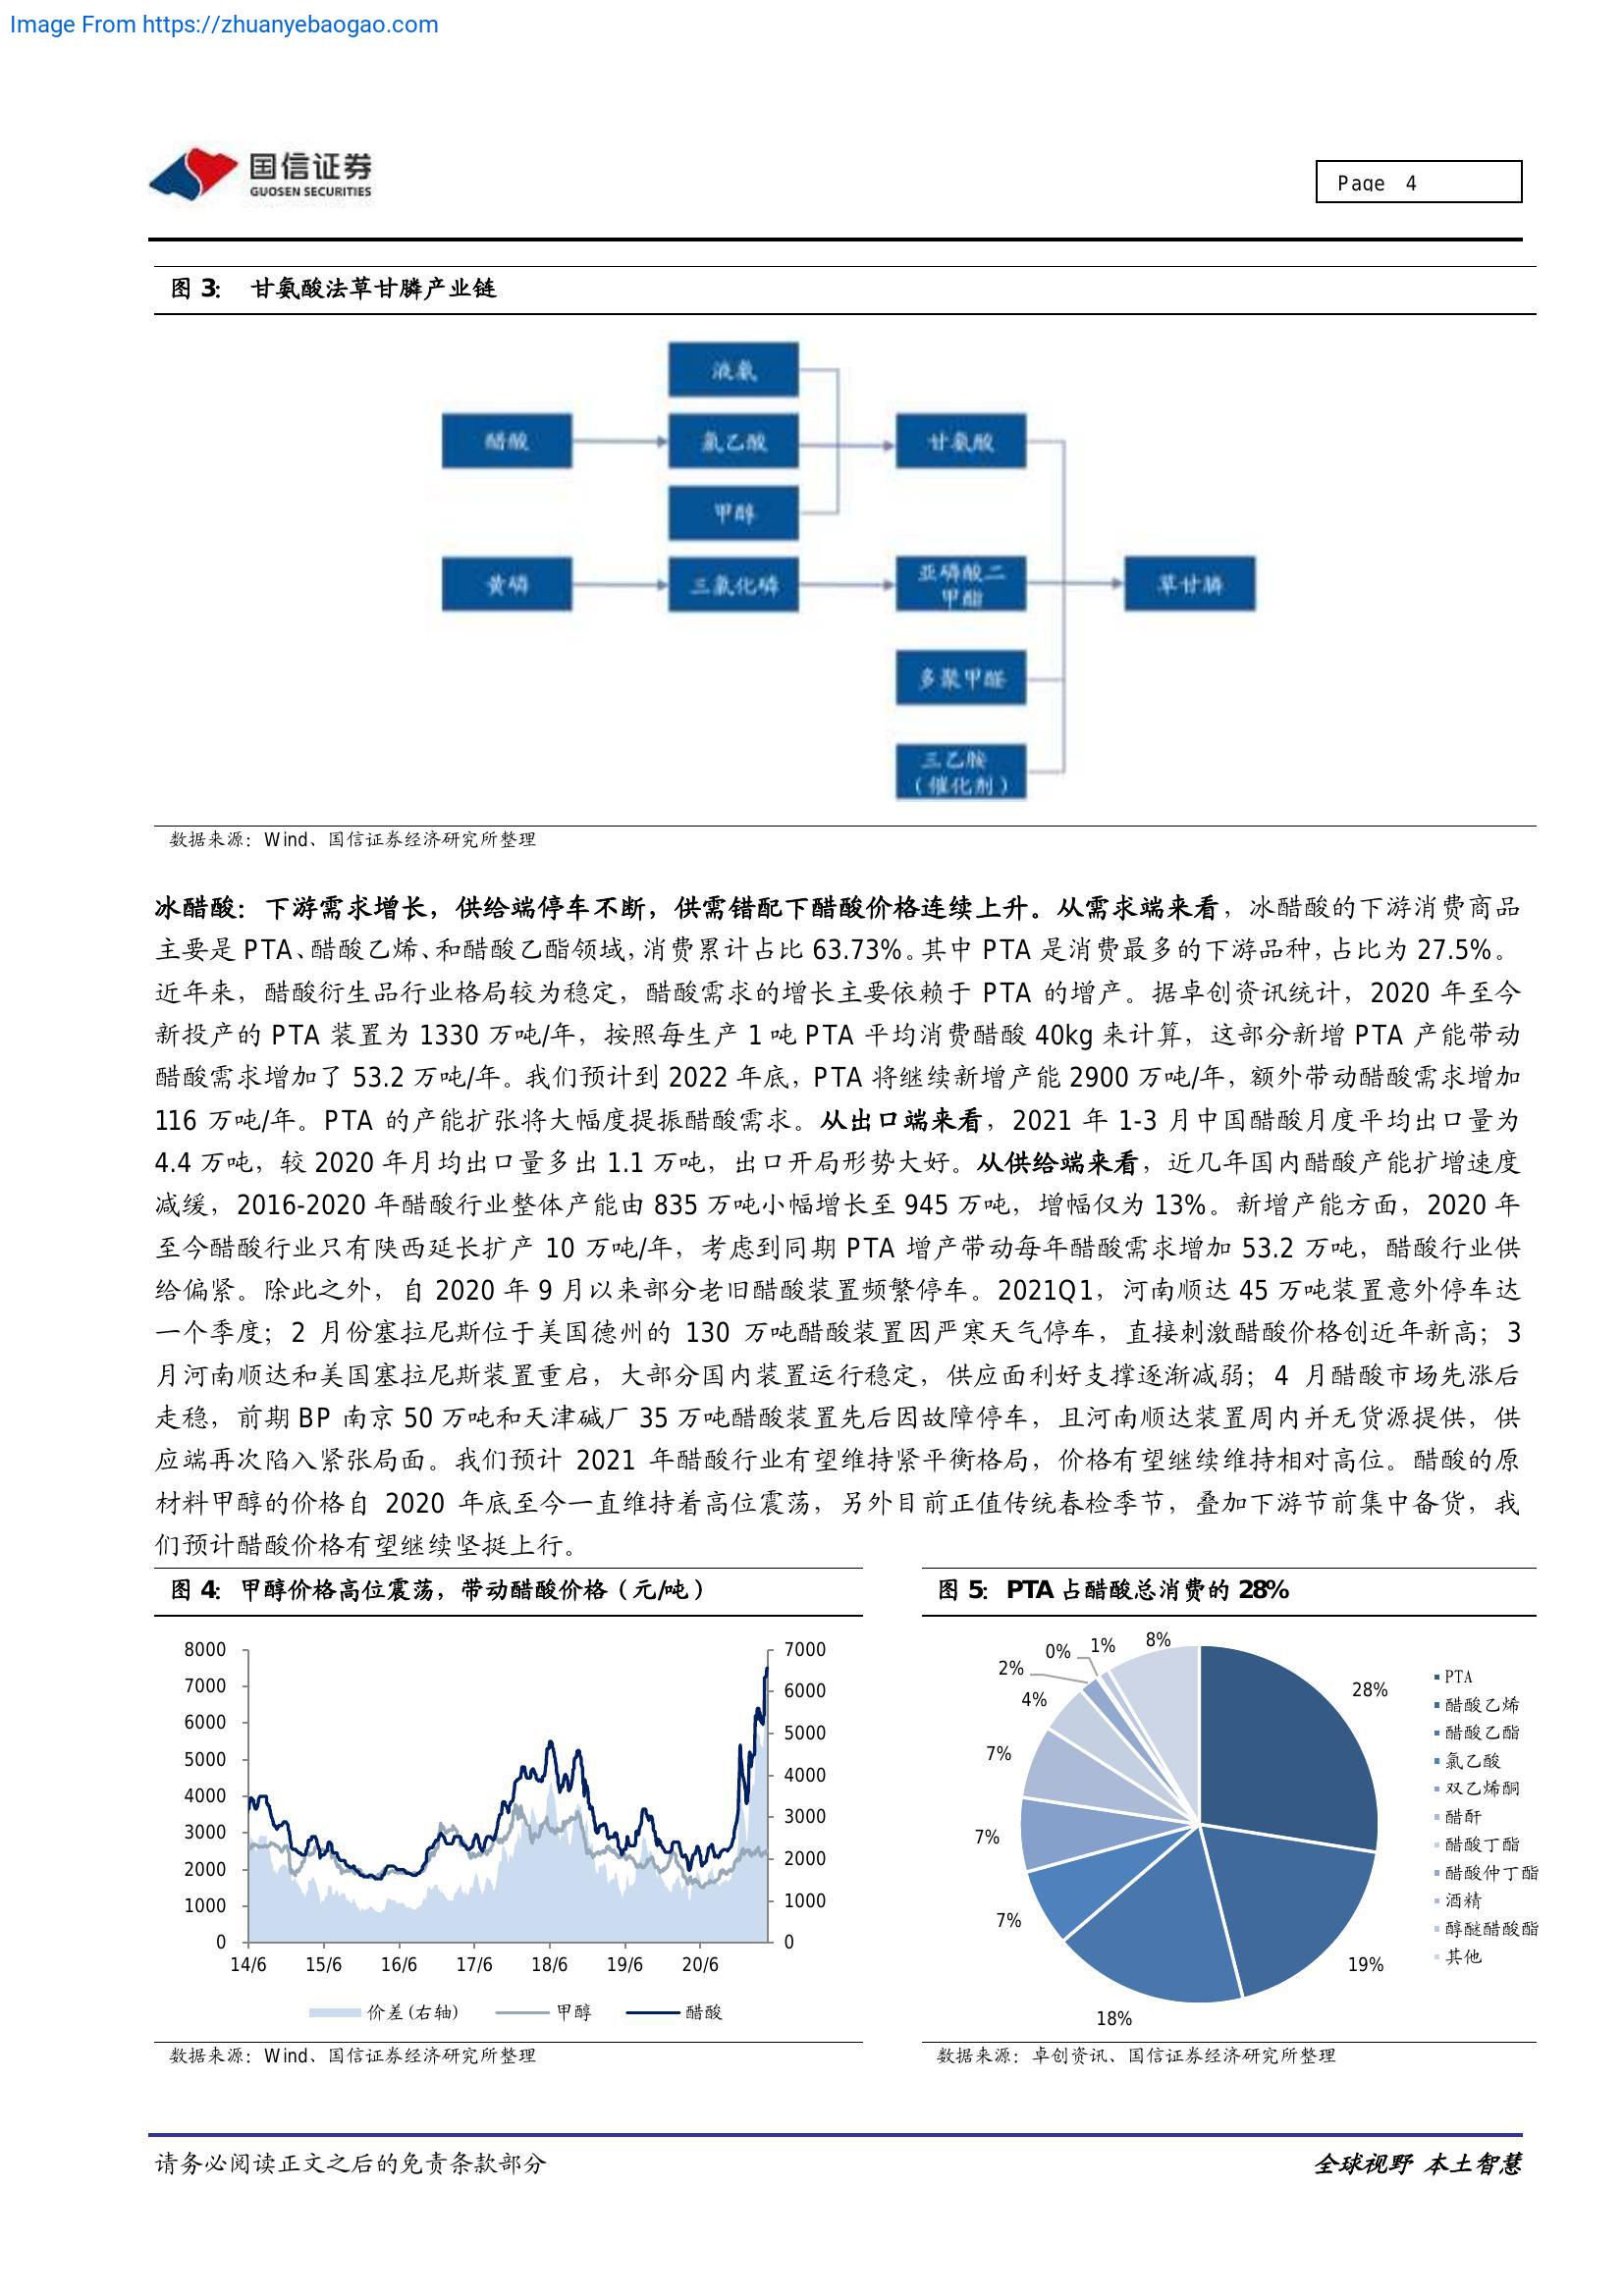 Image From https://zhuanyebaogao.com
国信证券
GUOSEN SECURITIES
Page 4
图 3: 甘氨酸法草甘膦产业链
液氨
醋酸
氯乙酸
甘氨酸
甲醇
黄磷
三氯化磷
亚磷酸二
甲酯
草甘膦
多聚甲醛
三乙胺
（催化剂）
数据来源：Wind、国信证券经济研究所整理
冰醋酸：下游需求增长，供给端停车不断，供需错配下醋酸价格连续上升。从需求端来看，冰醋酸的下游消费商品
主要是 PTA、醋酸乙烯、和醋酸乙酯领域，消费累计占比 63.73%。其中 PTA 是消费最多的下游品种，占比为 27.5%。
近年来，醋酸衍生品行业格局较为稳定，醋酸需求的增长主要依赖于 PTA 的增产。据卓创资讯统计，2020 年至今
新投产的 PTA 装置为 1330 万吨/年，按照每生产 1 吨 PTA 平均消费醋酸 40kg 来计算，这部分新增 PTA 产能带动
醋酸需求增加了 53.2 万吨/年。我们预计到 2022 年底，PTA 将继续新增产能 2900 万吨/年，额外带动醋酸需求增加
116 万吨/年。PTA 的产能扩张将大幅度提振醋酸需求。从出口端来看，2021 年 1-3 月中国醋酸月度平均出口量为
4.4 万吨，较 2020 年月均出口量多出 1.1 万吨，出口开局形势大好。从供给端来看，近几年国内醋酸产能扩增速度
减缓，2016-2020 年醋酸行业整体产能由 835 万吨小幅增长至 945 万吨，增幅仅为 13%。新增产能方面，2020 年
至今醋酸行业只有陕西延长扩产 10 万吨/年，考虑到同期 PTA 增产带动每年醋酸需求增加 53.2 万吨，醋酸行业供
给偏紧。除此之外，自 2020 年 9 月以来部分老旧醋酸装置频繁停车。2021Q1，河南顺达 45 万吨装置意外停车达
一个季度；2 月份塞拉尼斯位于美国德州的 130 万吨醋酸装置因严寒天气停车，直接刺激醋酸价格创近年新高；3
月河南顺达和美国塞拉尼斯装置重启，大部分国内装置运行稳定，供应面利好支撑逐渐减弱；4 月醋酸市场先涨后
走稳，前期 BP 南京 50 万吨和天津碱厂 35 万吨醋酸装置先后因故障停车，且河南顺达装置周内并无货源提供，供
应端再次陷入紧张局面。我们预计 2021 年醋酸行业有望维持紧平衡格局，价格有望继续维持相对高位。醋酸的原
材料甲醇的价格自 2020 年底至今一直维持着高位震荡，另外目前正值传统春检季节，叠加下游节前集中备货，我
们预计醋酸价格有望继续坚挺上行。
图 4: 甲醇价格高位震荡，带动醋酸价格（元/吨）
8000
7000
6000
5000
4000
3000
2000
1000
0
7000
6000
5000
4000
3000
2000
1000
0
14/6 15/6 16/6 17/6 18/6 19/6 20/6
价差(右轴) 甲醇 醋酸
数据来源：Wind、国信证券经济研究所整理
图 5: PTA 占醋酸总消费的 28%
28%
19%
18%
7%
7%
7%
4%
2%
0%
1%
8%
PTA
醋酸乙烯
醋酸乙酯
氯乙酸
双乙烯酮
醋酐
醋酸丁酯
醋酸仲丁酯
酒精
醇醚醋酸酯
其他
数据来源：卓创资讯、国信证券经济研究所整理
请务必阅读正文之后的免责条款部分
全球视野 本土智慧